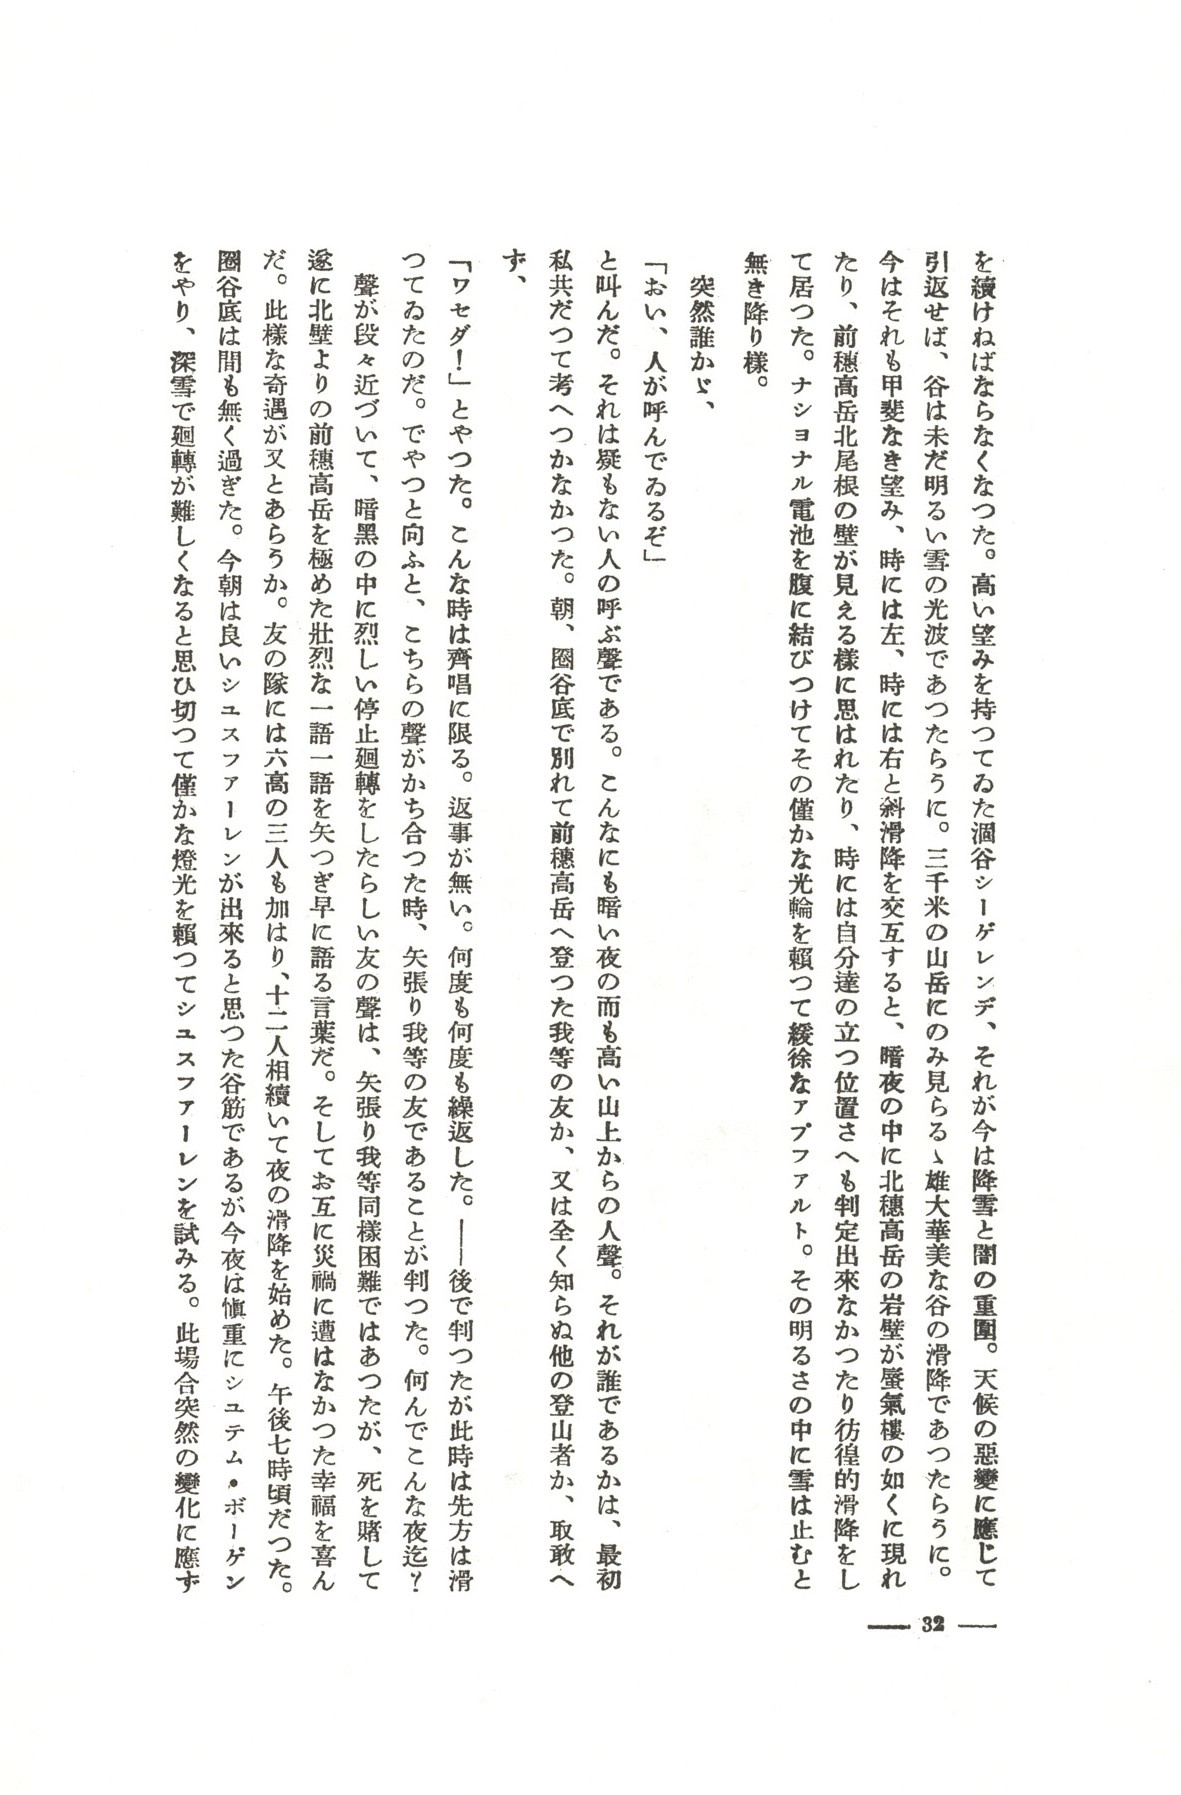 を續けねばならなくなつた。高い望みを持つてゐた涸谷シーゲレンデ、それが今は降雪と闇の重圍。天候の惡變に應じて
引返せば、谷は未だ明るい雪の光波であつたらうに。三千米の山岳にのみ見らるゝ雄大華美な谷の滑降であつたらうに。
今はそれも甲斐なき望み、時には左、時には右と斜滑降を交互すると、暗夜の中に北穗高岳の岩壁が蜃氣樓の如くに現れ
たり、前穗高岳北尾根の壁が見える樣に思はれたり、時には自分達の立つ位置さへも判定出來なかつたり彷徨的滑降をし
て居つた。ナシヨナル電池を腹に結びつけてその僅かな光輪を賴つて緩徐なアプファルト。その明るさの中に雪は止むと
無き降り樣。
突然誰かゞ、
「おい、人が呼んでゐるぞ」
と叫んだ。それは疑もない人の呼ぶ聲である。こんなにも暗い夜の而も高い山上からの人聲。それが誰であるかは、最初
私共だつて考へつかなかつた。朝、圈谷底で別れて前穗高岳へ登つた我等の友か、又は全く知らぬ他の登山者か、取敢へ
ず、
「ワセダ！」とやつた。こんな時は齊唱に限る。返事が無い。何度も何度も繰返した。――後で判つたが此時は先方は滑
つてゐたのだ。でやつと向ふと、こちらの聲がかち合つた時、矢張り我等の友であることが判つた。何んでこんな夜迄？
聲が段々近づいて、暗黑の中に烈しい停止廻轉をしたらしい友の聲は、矢張り我等同樣困難ではあつたが、死を賭して
遂に北壁よりの前穗高岳を極めた壯烈な一語一語を矢つぎ早に語る言葉だ。そしてお互に災禍に遭はなかつた幸福を喜ん
だ。此樣な奇遇が又とあらうか。友の隊には六高の三人も加はり、十二人相續いて夜の滑降を始めた。午後七時頃だつた。
圈谷底は間も無く過ぎた。今朝は良いシユスファーレンが出來ると思つた谷筋であるが今夜は愼重にシユテム・ボーゲン
をやり、深雪で廻轉が難しくなると思ひ切つて僅かな燈光を賴つてシユスファーレンを試みる。此場合突然の變化に應ず
— 32 —